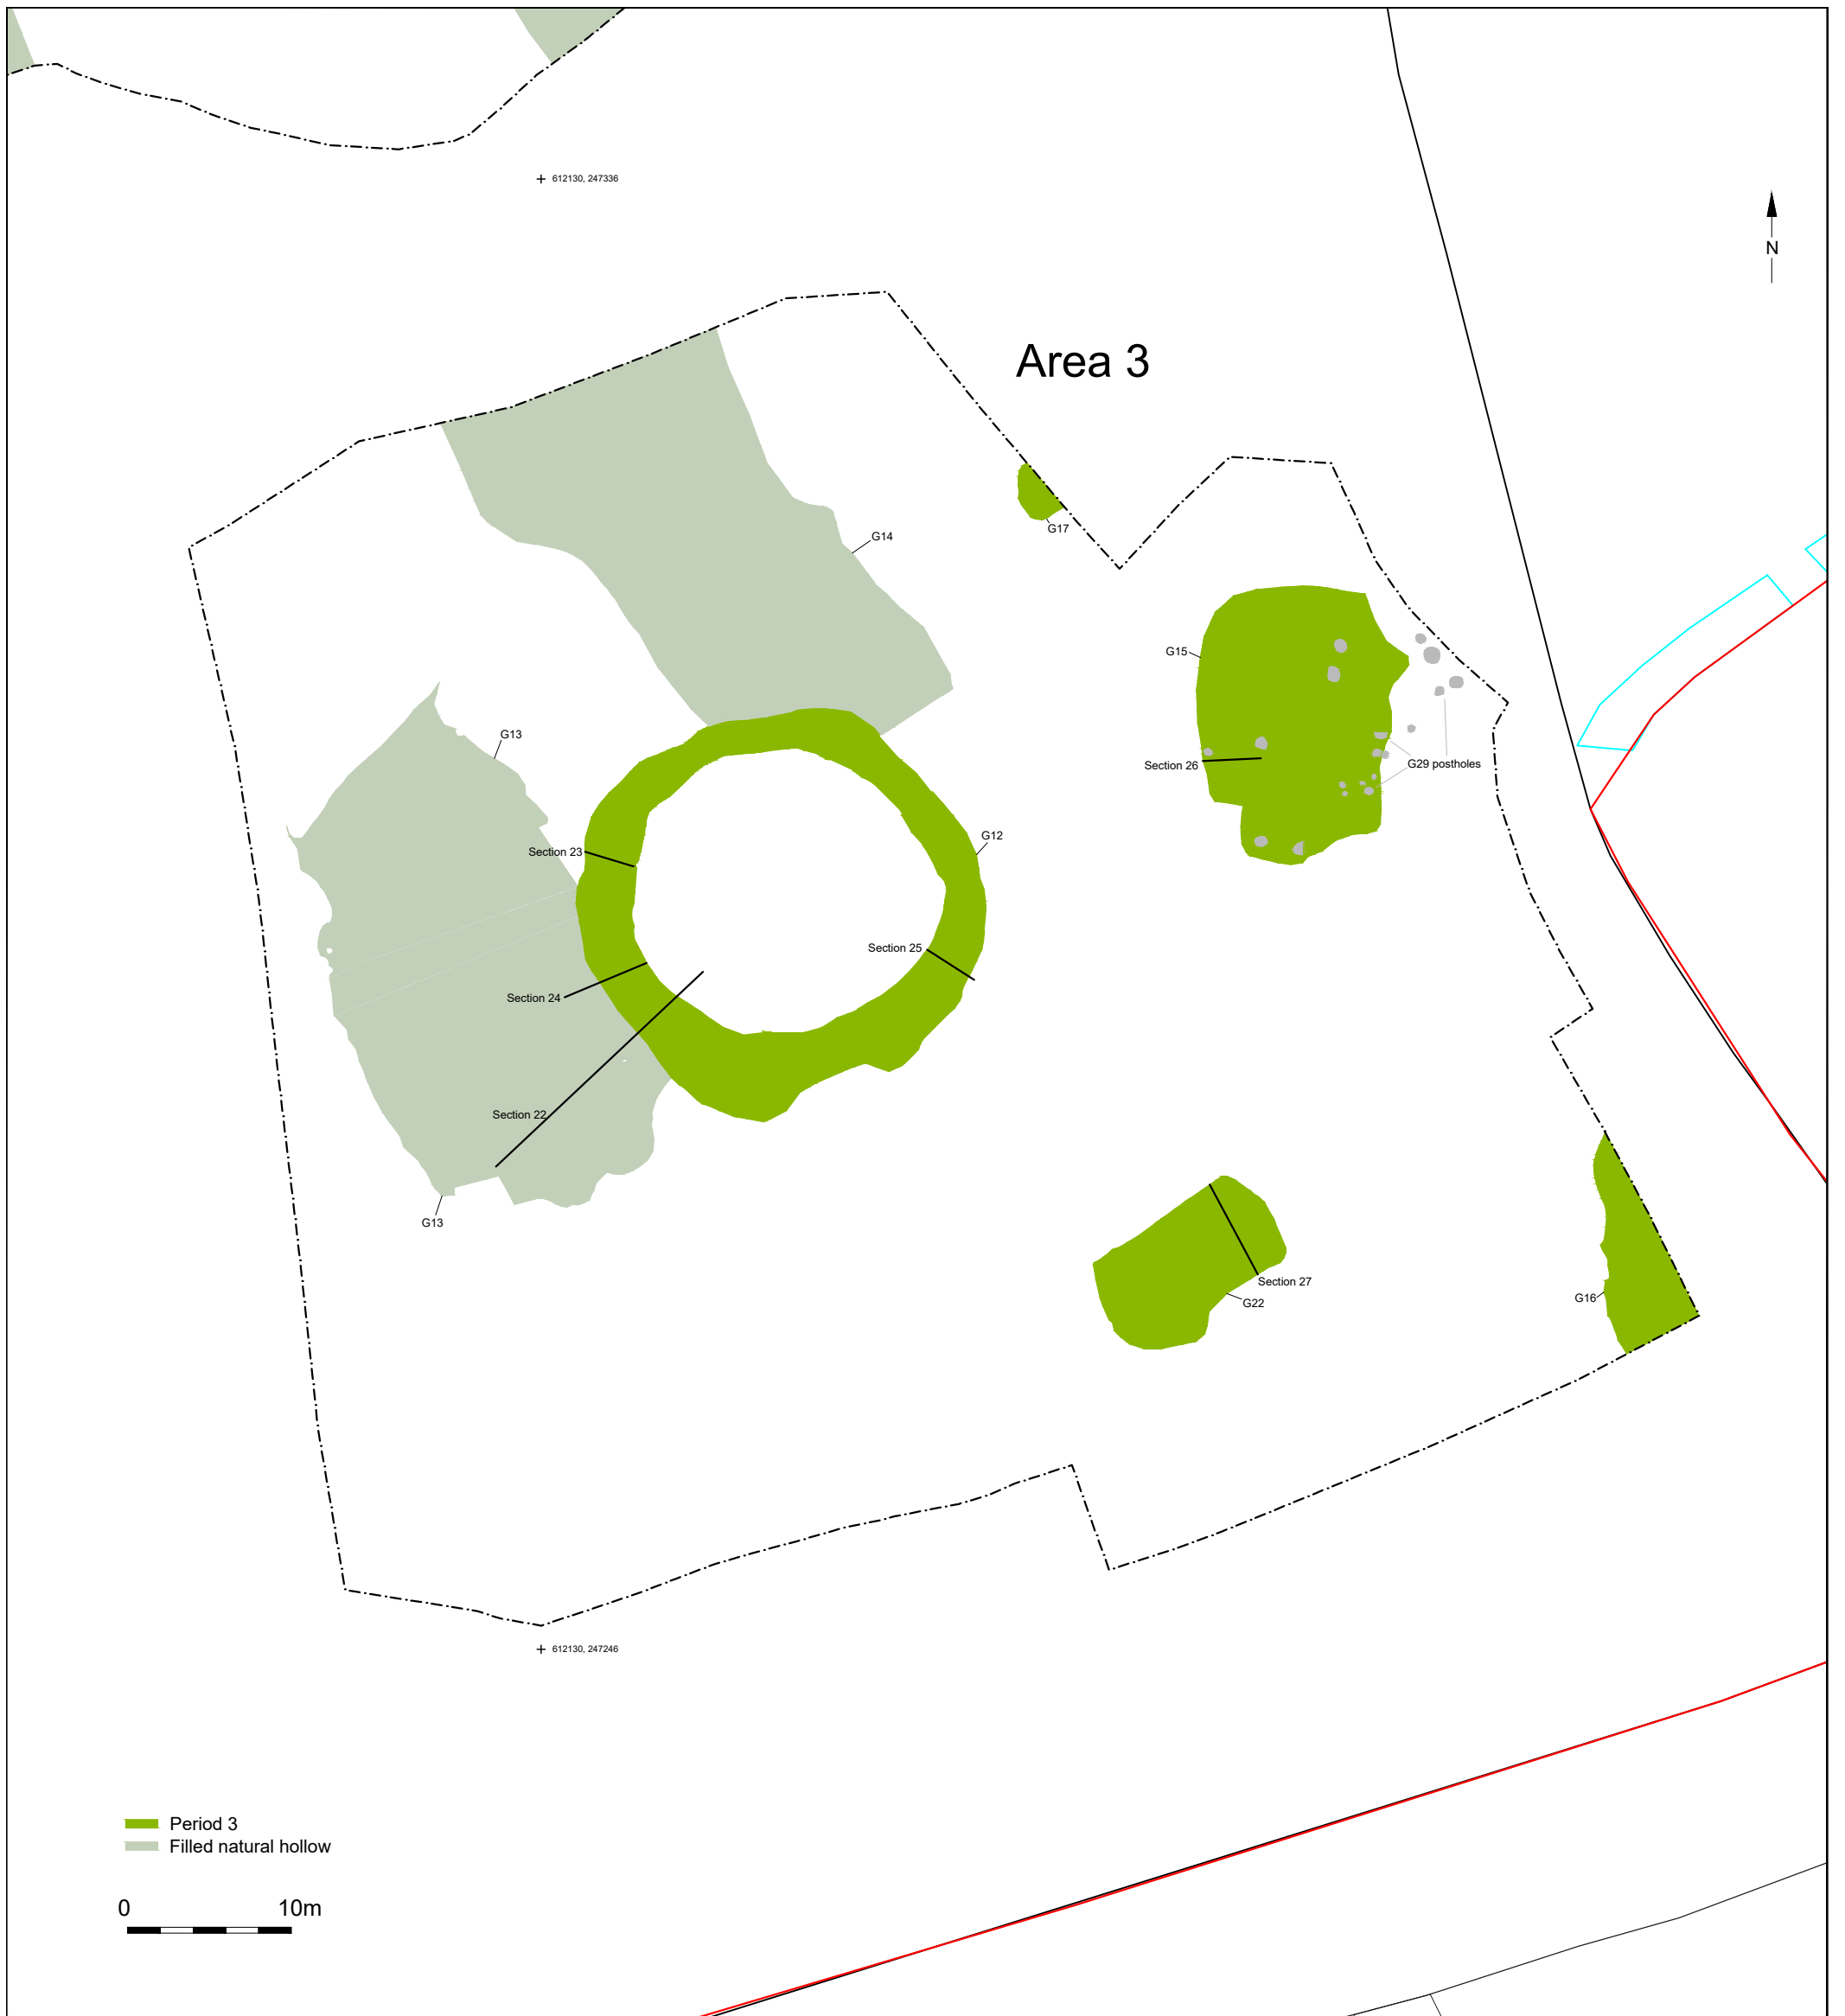 612130, 247336
N
Area 3
G17
G14
G15
G13
Section 26
G29 postholes
G12
Section 23
Section 25
Section 24
Section 22
G13
Section 27
G22
G16
612130, 247246
Period 3
Filled natural hollow
0 10m